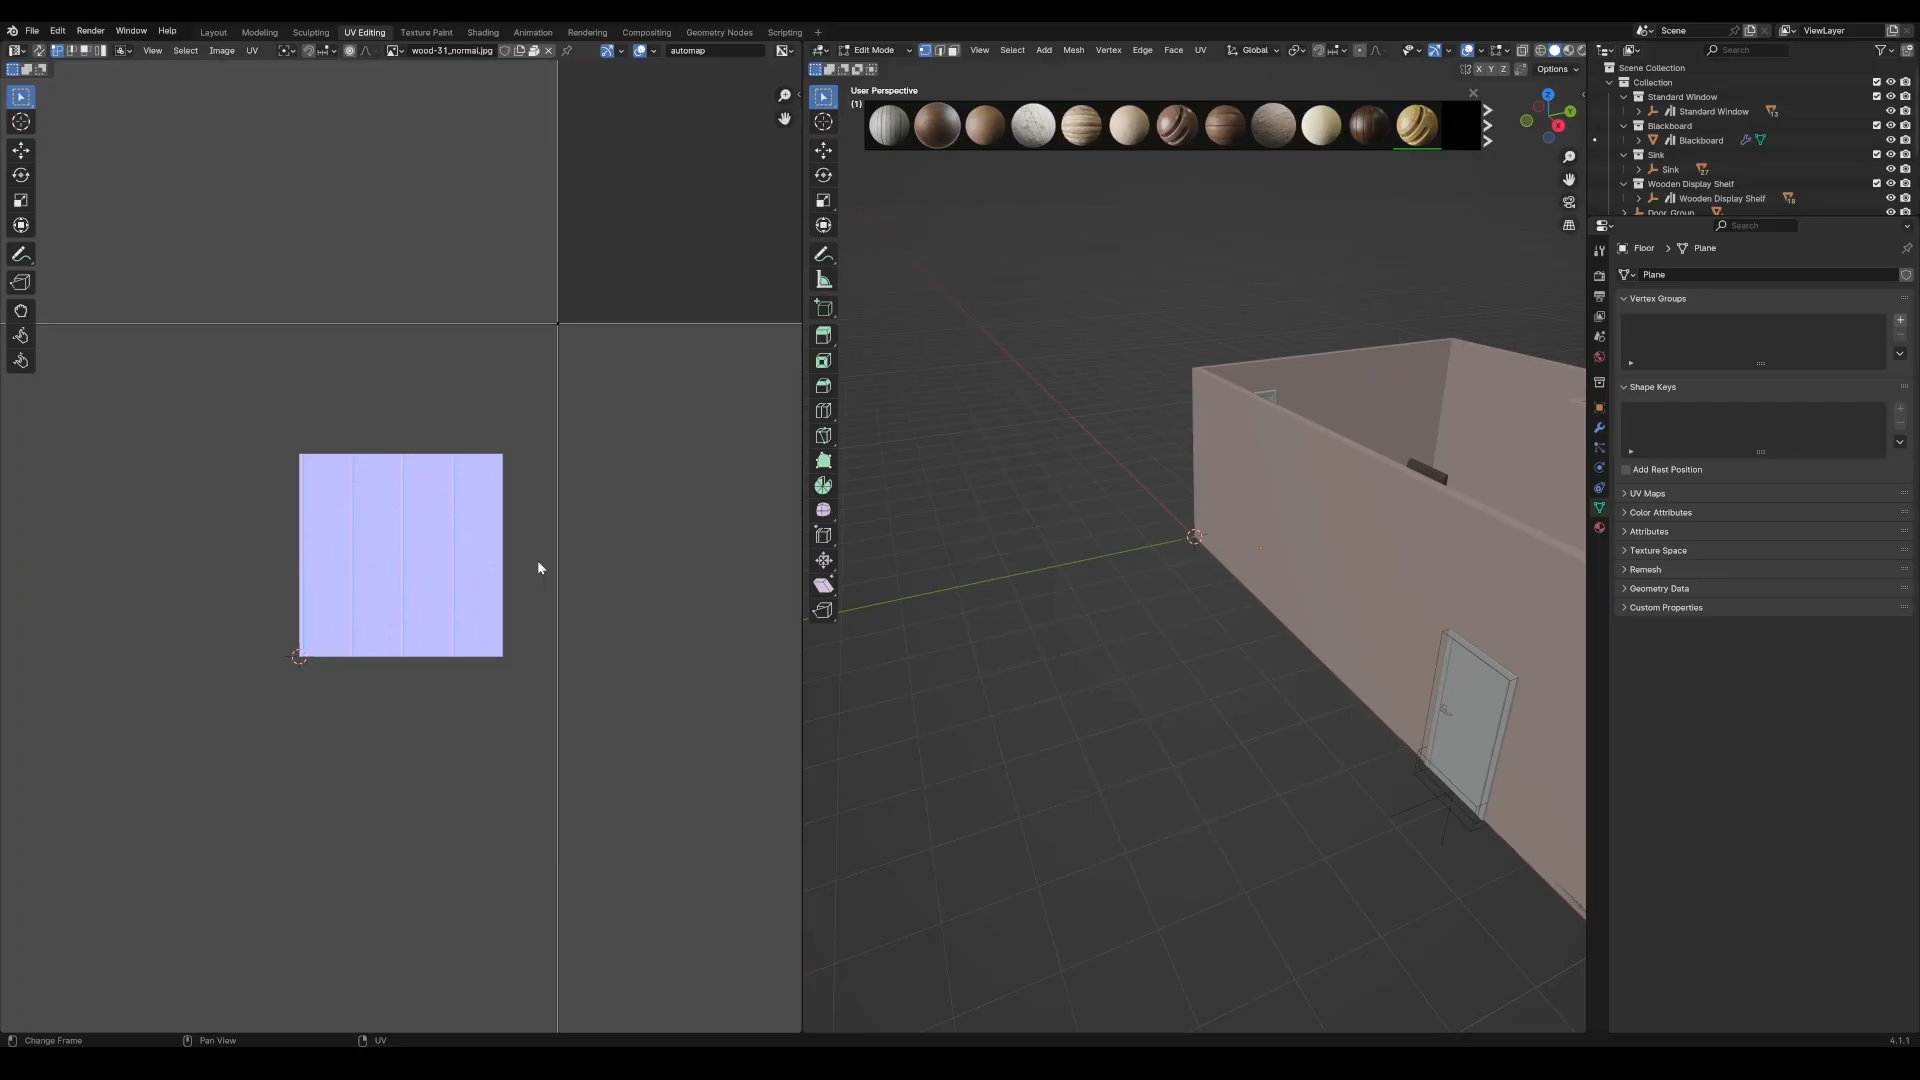 File Edit Render Window Help Layout Modeling Sculpting UV Editing Texture Paint Shading Animation Rendering Compositing Geometry Nodes Scripting Scene ViewLayer
View Select Image UV wood-31_normal.jpg automap Edit Mode View Select Add Mesh Vertex Edge Face UV Global Search
X Y Z Options
Scene Collection
Collection
User Perspective
(1)
Z
Y
X
Standard Window
Standard Window 13
Blackboard
Blackboard
Sink
Sink 27
Wooden Display Shelf
Wooden Display Shelf 18
Door Group
Search
Floor > Plane
Plane
Vertex Groups
Shape Keys
Add Rest Position
UV Maps
Color Attributes
Attributes
Texture Space
Remesh
Geometry Data
Custom Properties
Change Frame Pan View UV 4.1.1